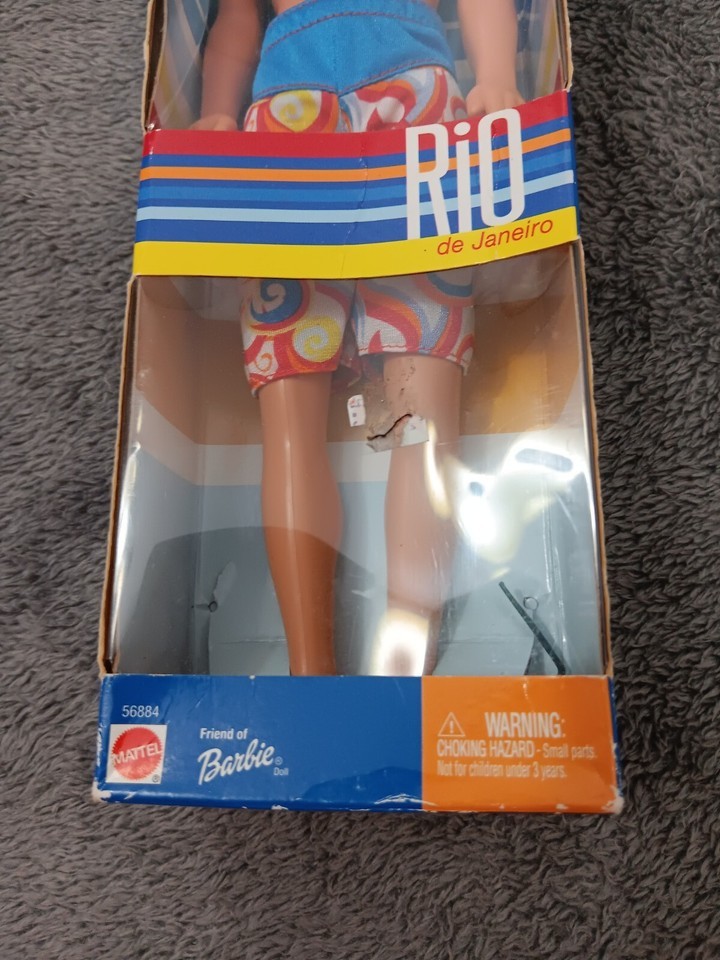 RiO
de Janeiro
56884
MATTEL
®
Friend of
Barbie®
Doll
WARNING:
CHOKING HAZARD - Small parts.
Not for children under 3 years.